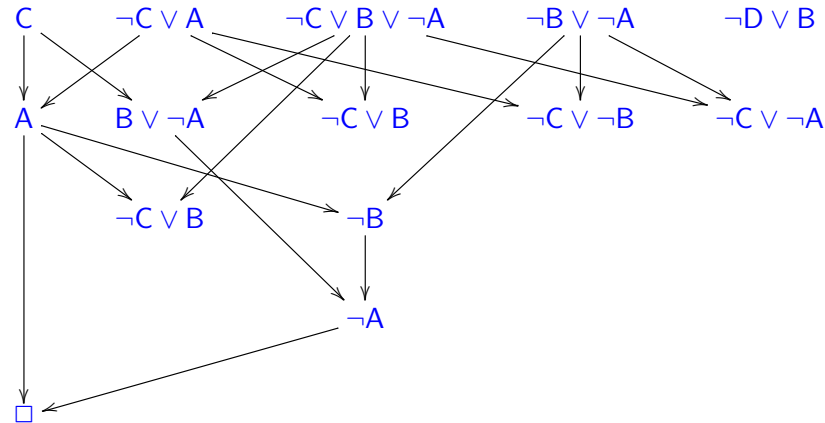 C ¬C ∨ A ¬C ∨ B ∨ ¬A ¬B ∨ ¬A ¬D ∨ B
A B ∨ ¬A ¬C ∨ B ¬C ∨ ¬B ¬C ∨ ¬A
¬C ∨ B ¬B
¬A
□